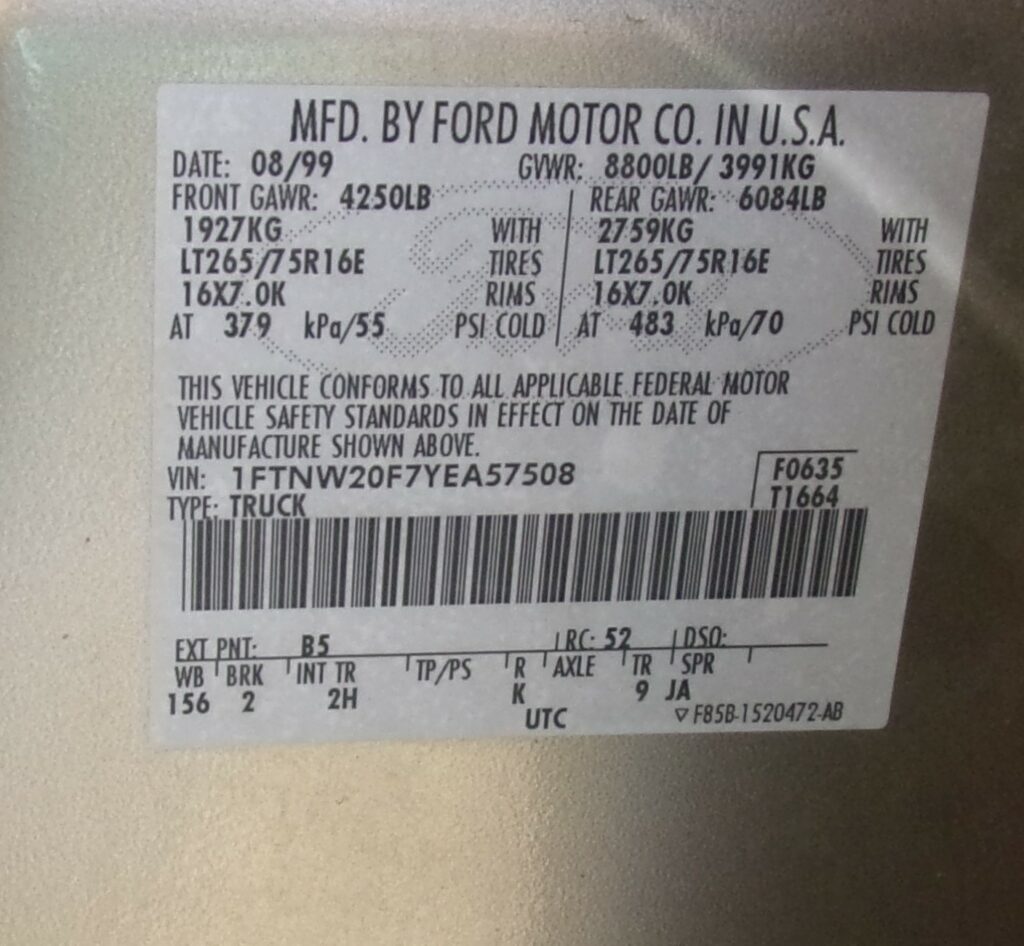 MFD. BY FORD MOTOR CO. IN U.S.A.
DATE: 08/99 GVWR: 8800LB/ 3991KG
FRONT GAWR: 4250LB REAR GAWR: 6084LB
1927KG WITH 2759KG WITH
LT265/75R16E TIRES LT265/75R16E TIRES
16X7.0K RIMS 16X7.0K RIMS
AT 379 kPa/55 PSI COLD AT 483 kPa/70 PSI COLD
THIS VEHICLE CONFORMS TO ALL APPLICABLE FEDERAL MOTOR
VEHICLE SAFETY STANDARDS IN EFFECT ON THE DATE OF
MANUFACTURE SHOWN ABOVE.
VIN: 1FTNW20F7YEA57508 F0635
TYPE: TRUCK T1664
EXT PNT: B5 RC: 52 DSO:
WB BRK INT TR TP/PS R AXLE TR SPR
156 2 2H K 9 JA
UTC ▽ F85B-1520472-AB